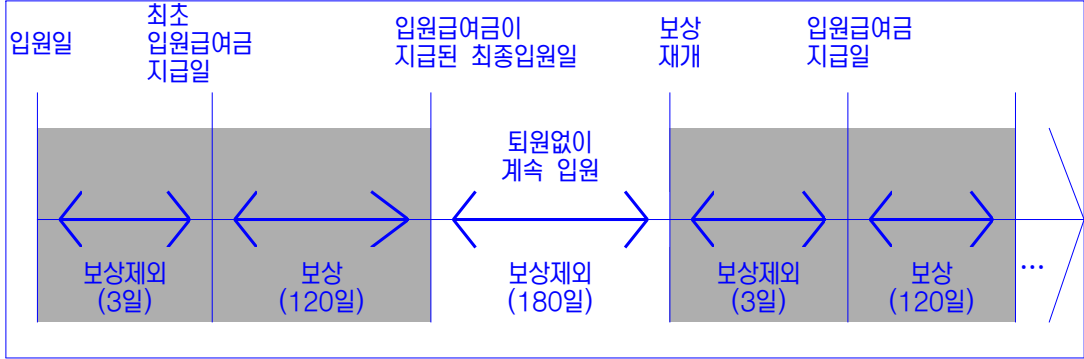 입원일
최초
입원급여금
지급일
입원급여금이
지급된 최종입원일
보상
재개
입원급여금
지급일
퇴원없이
계속 입원
보상제외
(3일)
보상
(120일)
보상제외
(180일)
보상제외
(3일)
보상
(120일)
...